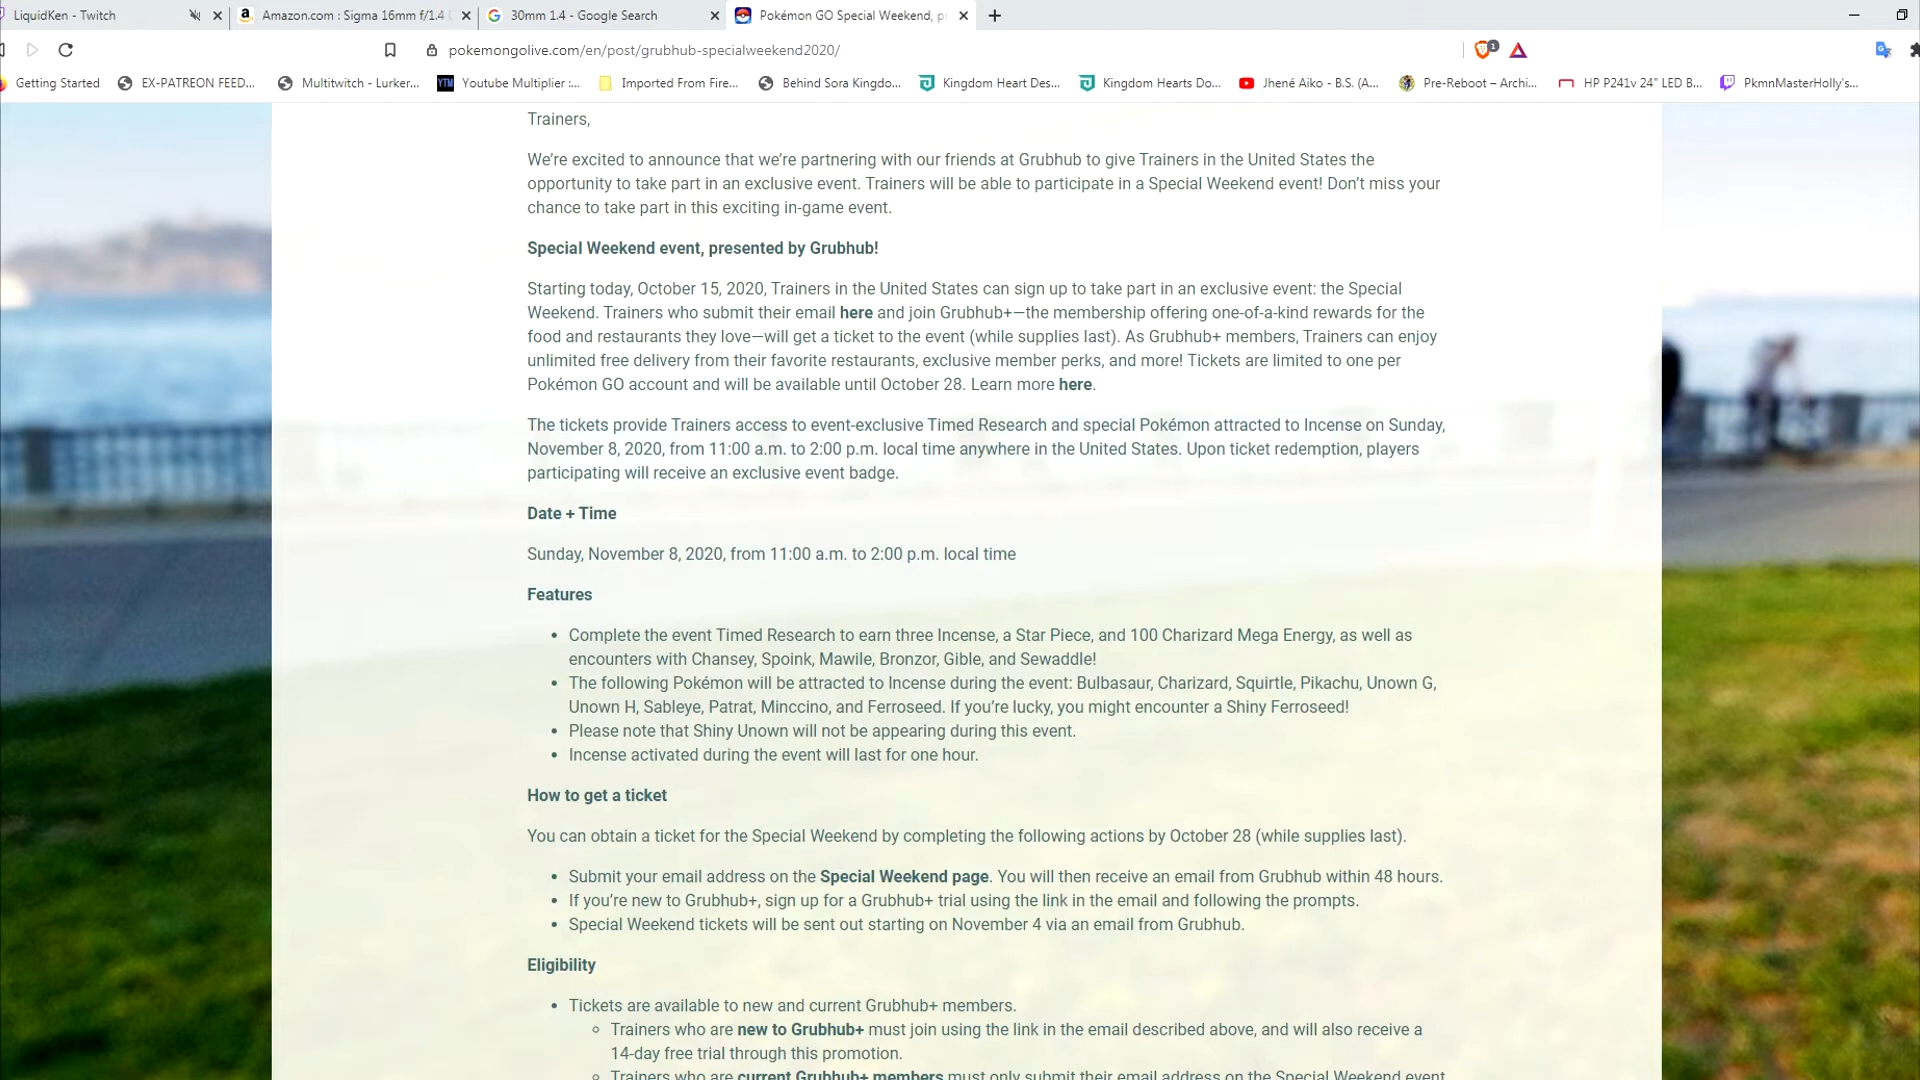 LiquidKen - Twitch
Amazon.com : Sigma 16mm f/1.4
30mm 1.4 - Google Search
Pokémon GO Special Weekend, p
pokemongolive.com/en/post/grubhub-specialweekend2020/
1
Getting Started
EX-PATREON FEED...
Multitwitch - Lurker...
YTM
Youtube Multiplier :...
Imported From Fire...
Behind Sora Kingdo...
Kingdom Heart Des...
Kingdom Hearts Do...
Jhené Aiko - B.S. (A...
Pre-Reboot – Archi...
HP P241v 24" LED B...
PkmnMasterHolly's...
Trainers,
We’re excited to announce that we’re partnering with our friends at Grubhub to give Trainers in the United States the
opportunity to take part in an exclusive event. Trainers will be able to participate in a Special Weekend event! Don’t miss your
chance to take part in this exciting in-game event.
Special Weekend event, presented by Grubhub!
Starting today, October 15, 2020, Trainers in the United States can sign up to take part in an exclusive event: the Special
Weekend. Trainers who submit their email here and join Grubhub+—the membership offering one-of-a-kind rewards for the
food and restaurants they love—will get a ticket to the event (while supplies last). As Grubhub+ members, Trainers can enjoy
unlimited free delivery from their favorite restaurants, exclusive member perks, and more! Tickets are limited to one per
Pokémon GO account and will be available until October 28. Learn more here.
The tickets provide Trainers access to event-exclusive Timed Research and special Pokémon attracted to Incense on Sunday,
November 8, 2020, from 11:00 a.m. to 2:00 p.m. local time anywhere in the United States. Upon ticket redemption, players
participating will receive an exclusive event badge.
Date + Time
Sunday, November 8, 2020, from 11:00 a.m. to 2:00 p.m. local time
Features
• Complete the event Timed Research to earn three Incense, a Star Piece, and 100 Charizard Mega Energy, as well as
encounters with Chansey, Spoink, Mawile, Bronzor, Gible, and Sewaddle!
• The following Pokémon will be attracted to Incense during the event: Bulbasaur, Charizard, Squirtle, Pikachu, Unown G,
Unown H, Sableye, Patrat, Minccino, and Ferroseed. If you’re lucky, you might encounter a Shiny Ferroseed!
• Please note that Shiny Unown will not be appearing during this event.
• Incense activated during the event will last for one hour.
How to get a ticket
You can obtain a ticket for the Special Weekend by completing the following actions by October 28 (while supplies last).
• Submit your email address on the Special Weekend page. You will then receive an email from Grubhub within 48 hours.
• If you’re new to Grubhub+, sign up for a Grubhub+ trial using the link in the email and following the prompts.
• Special Weekend tickets will be sent out starting on November 4 via an email from Grubhub.
Eligibility
• Tickets are available to new and current Grubhub+ members.
◦ Trainers who are new to Grubhub+ must join using the link in the email described above, and will also receive a
14-day free trial through this promotion.
◦ Trainers who are current Grubhub+ members must only submit their email address on the Special Weekend event